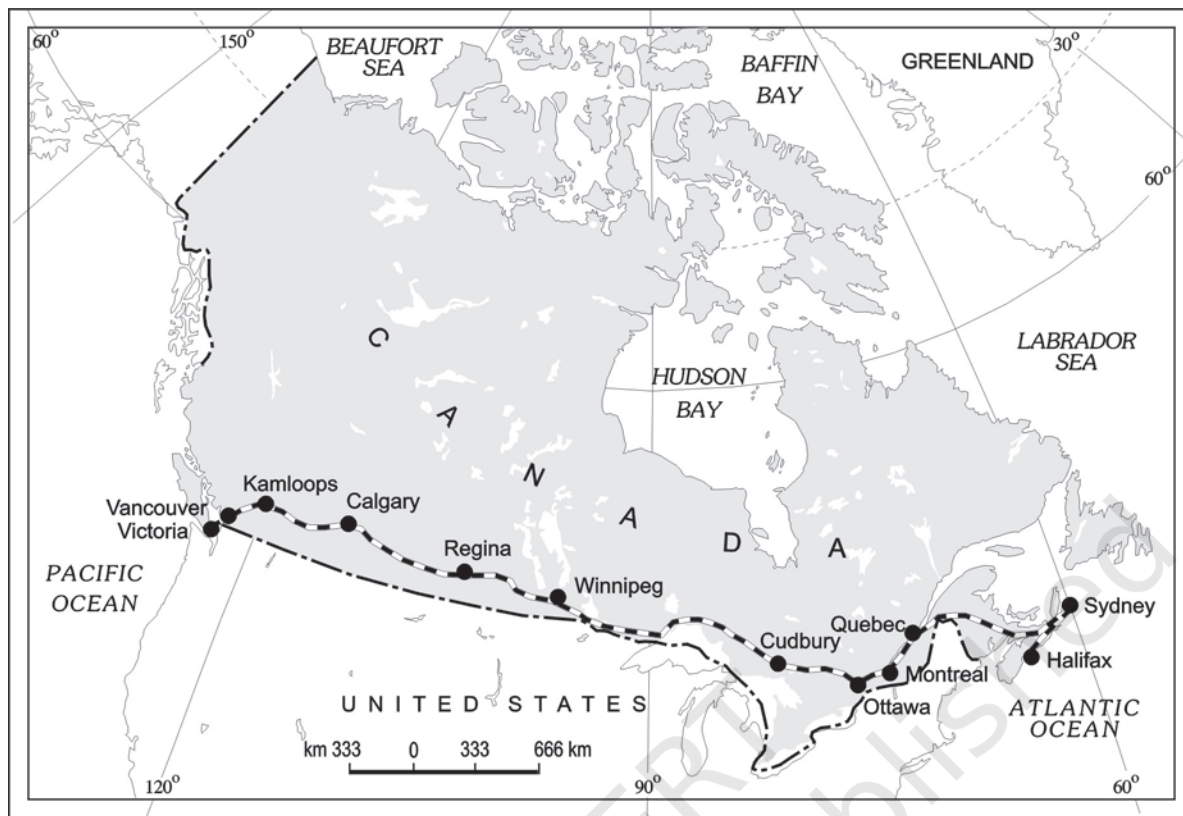 60°
150°
BEAUFORT
SEA
BAFFIN
BAY
GREENLAND
30°
60°
LABRADOR
SEA
HUDSON
BAY
C A N A D A
Kamloops
Vancouver
Calgary
Victoria
Regina
PACIFIC
OCEAN
Winnipeg
Quebec
Sydney
Cudbury
Halifax
Montreal
Ottawa
UNITED STATES
ATLANTIC
OCEAN
km 333 0 333 666 km
120°
90°
60°